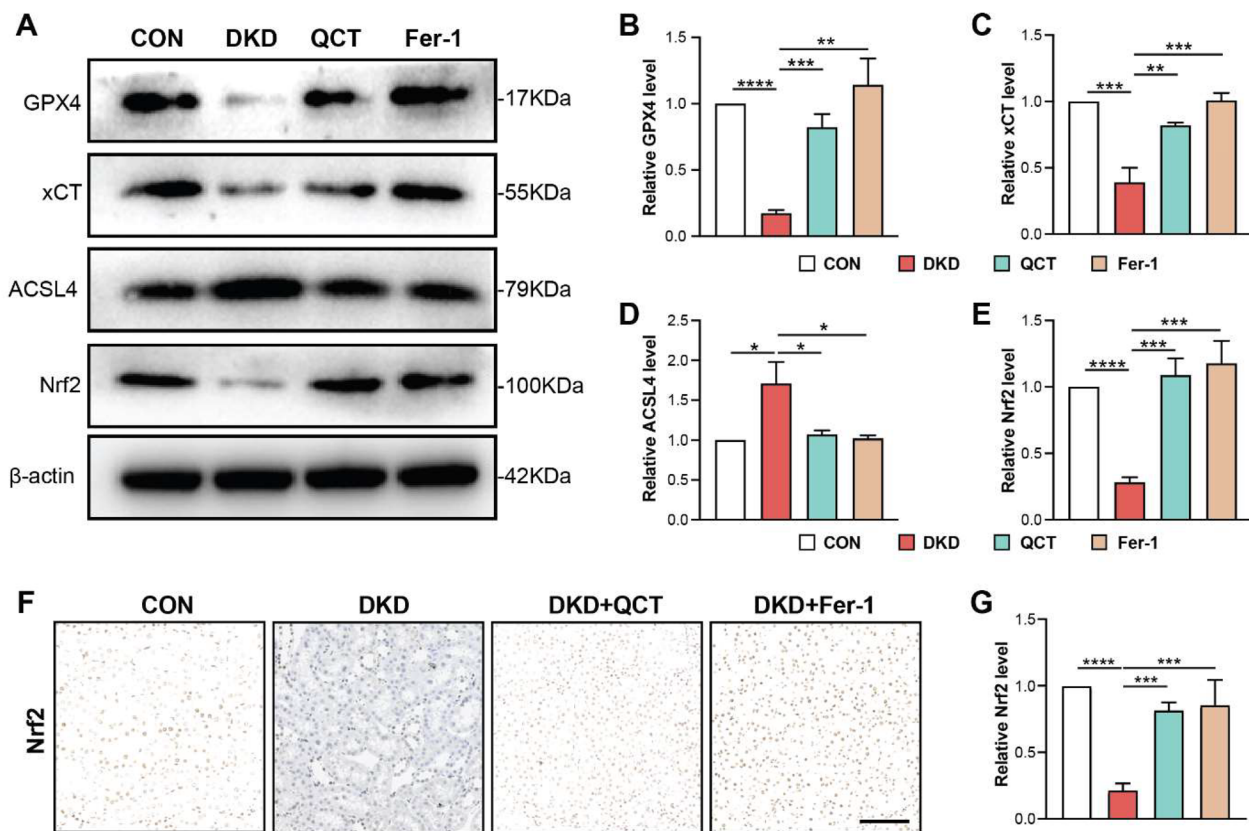 A
CON DKD QCT Fer-1
GPX4 -17KDa
xCT -55KDa
ACSL4 -79KDa
Nrf2 -100KDa
β-actin -42KDa
B
Relative GPX4 level
1.5
1.0
0.5
0.0
**** *** **
C
Relative xCT level
1.5
1.0
0.5
0.0
*** ** ***
CON DKD QCT Fer-1
D
Relative ACSL4 level
2.5
2.0
1.5
1.0
0.5
0.0
* * *
E
Relative Nrf2 level
1.5
1.0
0.5
0.0
**** *** ***
CON DKD QCT Fer-1
F
CON DKD DKD+QCT DKD+Fer-1
Nrf2
G
Relative Nrf2 level
1.5
1.0
0.5
0.0
**** *** ***